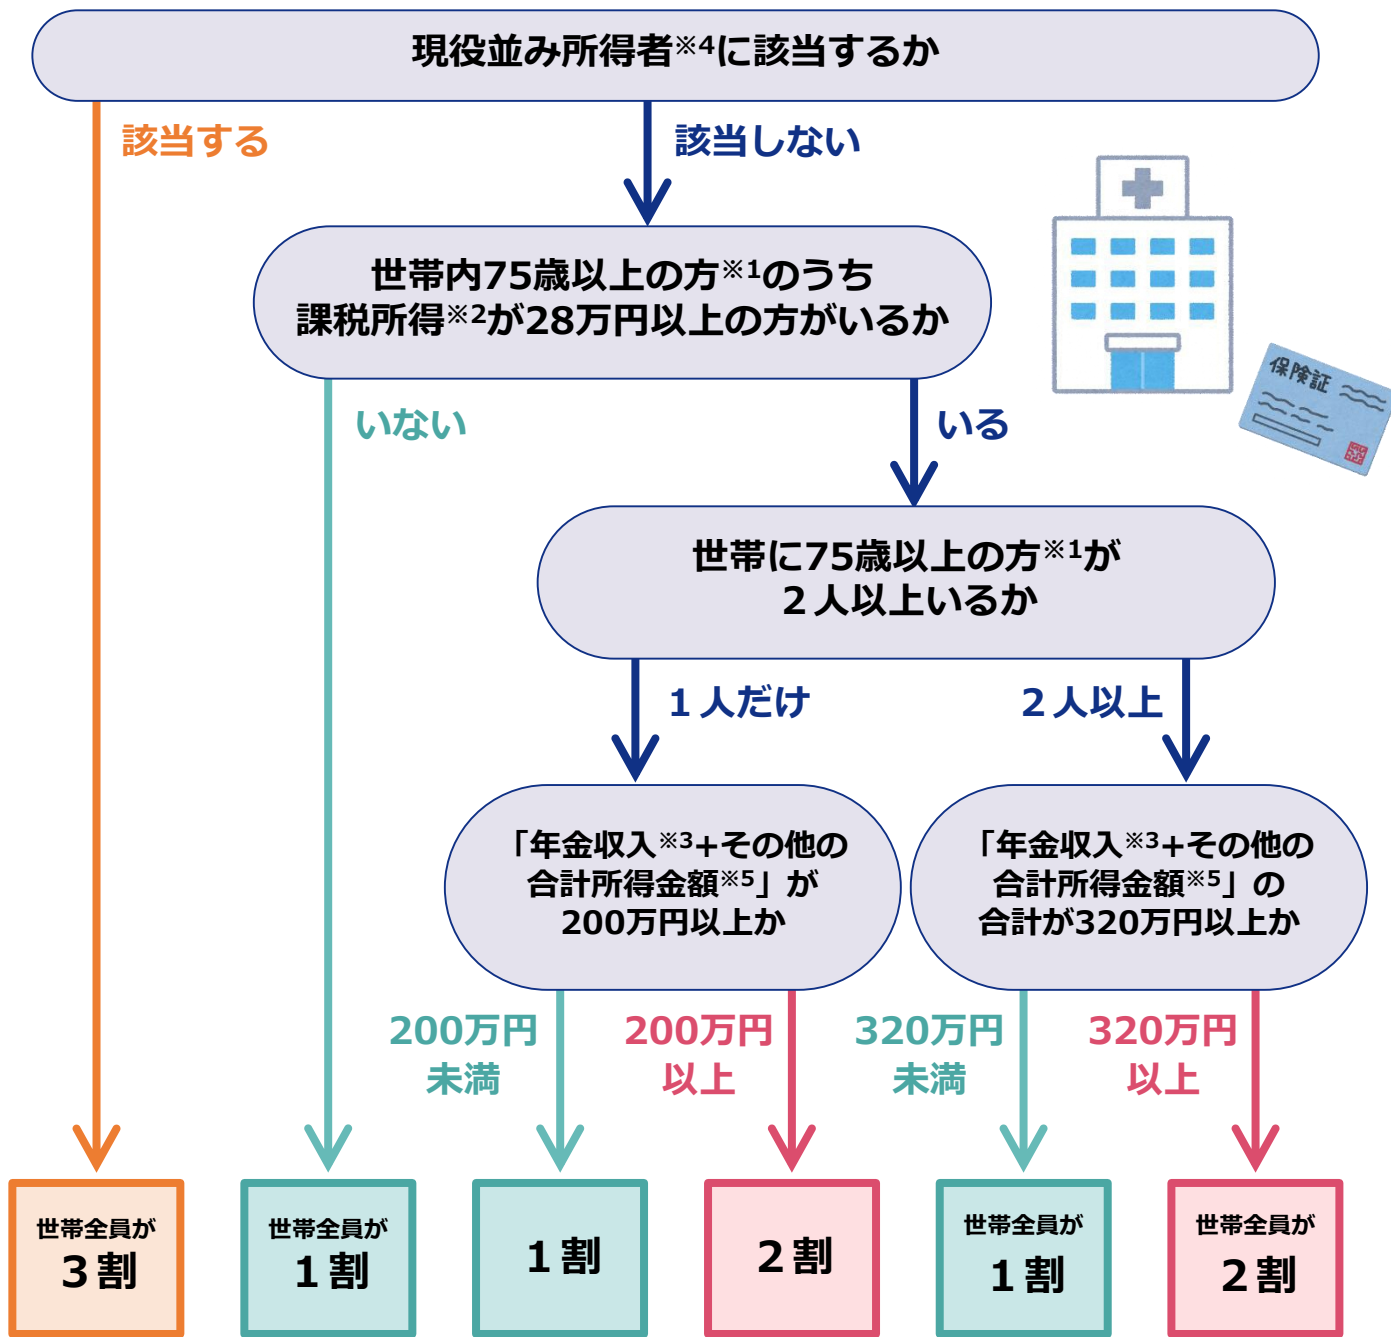 現役並み所得者※4に該当するか
該当する
該当しない
世帯内75歳以上の方※1のうち
課税所得※2が28万円以上の方がいるか
保険証
いない
いる
世帯に75歳以上の方※1が
２人以上いるか
１人だけ
２人以上
「年金収入※3+その他の
合計所得金額※5」が
200万円以上か
「年金収入※3+その他の
合計所得金額※5」の
合計が320万円以上か
200万円
未満
200万円
以上
320万円
未満
320万円
以上
世帯全員が
３割
世帯全員が
１割
１割
２割
世帯全員が
１割
世帯全員が
２割